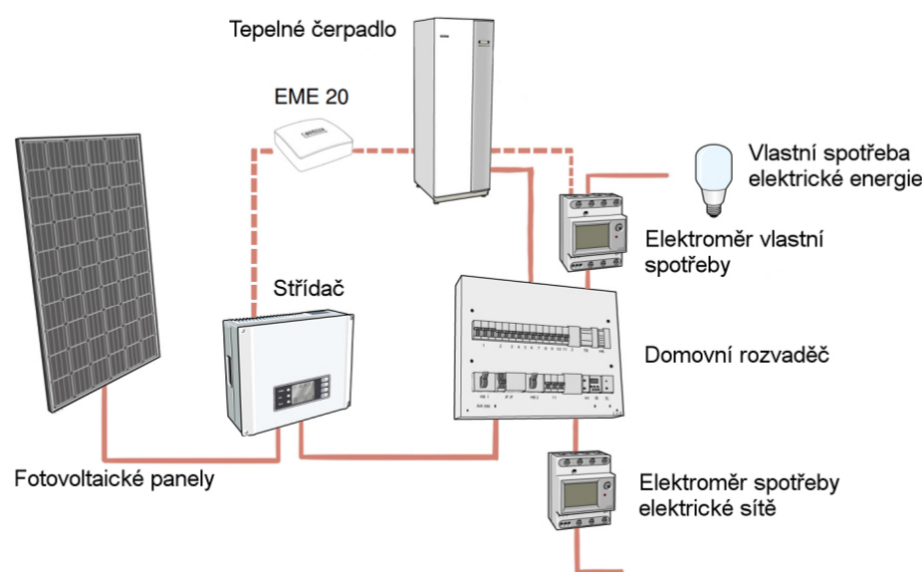 Tepelné čerpadlo
EME 20
Vlastní spotřeba
elektrické energie
Elektroměr vlastní
spotřeby
Střídač
Domovní rozvaděč
Fotovoltaické panely
Elektroměr spotřeby
elektrické sítě